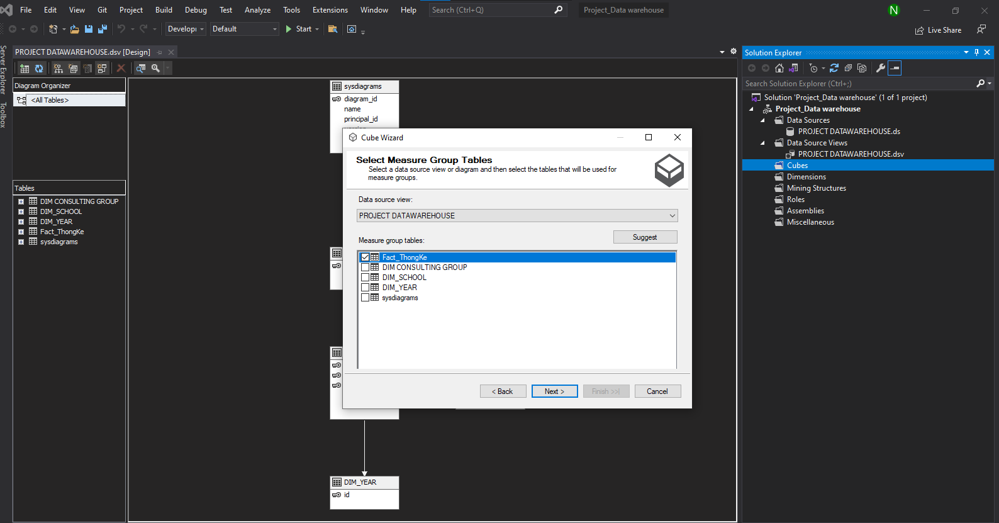 File Edit View Git Project Build Debug Test Analyze Tools Extensions Window Help Search (Ctrl+Q) Project_Data warehouse N
Developi Default Start Live Share
Server Explorer
Toolbox
PROJECT DATAWAREHOUSE.dsv [Design]
Diagram Organizer
<All Tables>
Tables
DIM CONSULTING GROUP
DIM_SCHOOL
DIM_YEAR
Fact_ThongKe
sysdiagrams
sysdiagrams
diagram_id
name
principal_id
Cube Wizard
Select Measure Group Tables
Select a data source view or diagram and then select the tables that will be used for
measure groups.
Data source view:
PROJECT DATAWAREHOUSE
Suggest
Measure group tables:
Fact_ThongKe
DIM CONSULTING GROUP
DIM_SCHOOL
DIM_YEAR
sysdiagrams
< Back Next > Finish >>| Cancel
DIM_YEAR
id
Solution Explorer
Search Solution Explorer (Ctrl+;)
Solution 'Project_Data warehouse' (1 of 1 project)
Project_Data warehouse
Data Sources
PROJECT DATAWAREHOUSE.ds
Data Source Views
PROJECT DATAWAREHOUSE.dsv
Cubes
Dimensions
Mining Structures
Roles
Assemblies
Miscellaneous